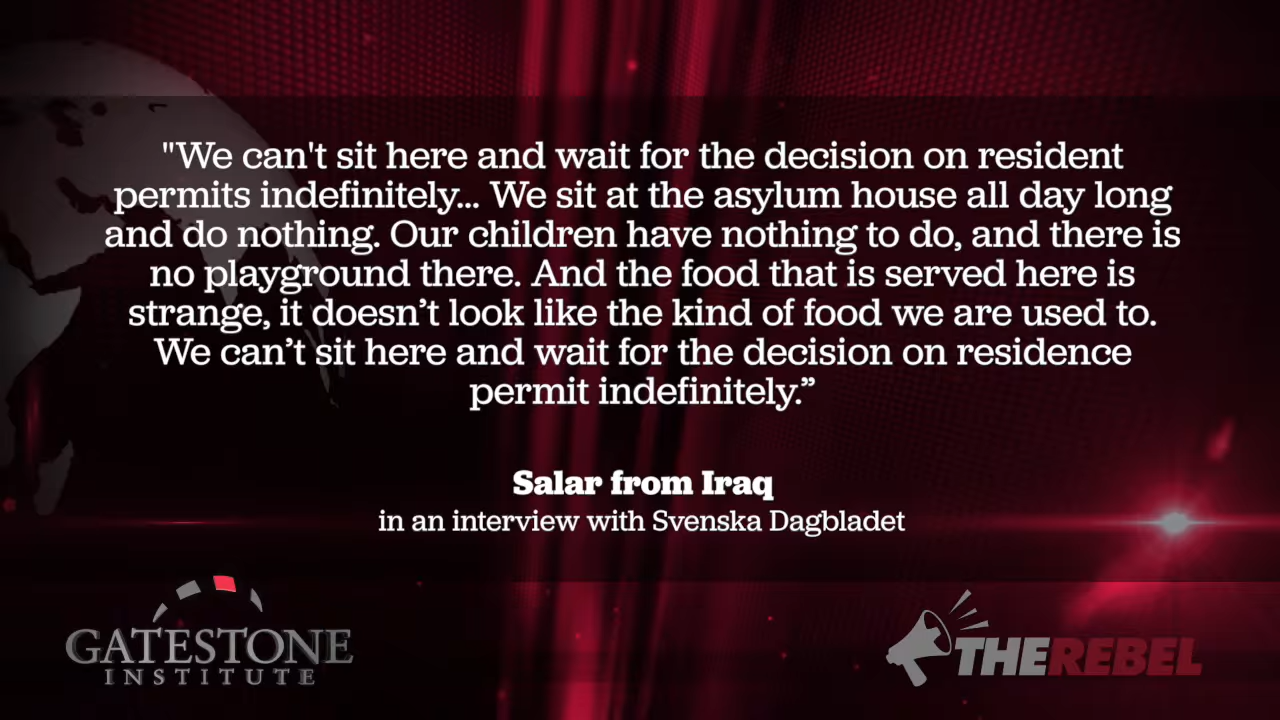 "We can't sit here and wait for the decision on resident
permits indefinitely... We sit at the asylum house all day long
and do nothing. Our children have nothing to do, and there is
no playground there. And the food that is served here is
strange, it doesn’t look like the kind of food we are used to.
We can’t sit here and wait for the decision on residence
permit indefinitely.”
Salar from Iraq
in an interview with Svenska Dagbladet
GATESTONE
INSTITUTE
THEREBEL